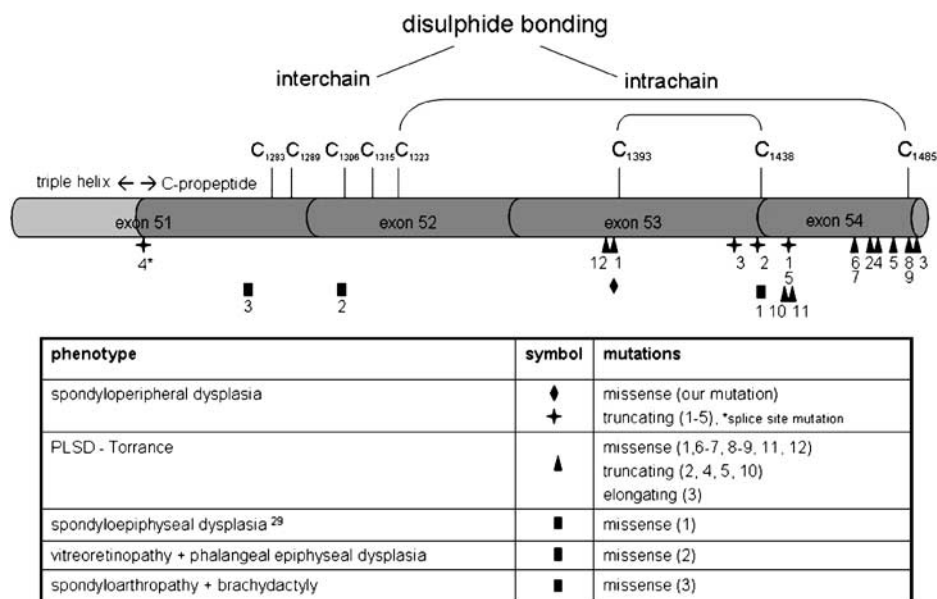 disulphide bonding
interchain intrachain
C1283 C1289 C1306 C1315 C1323 C1393 C1438 C1485
triple helix ↔ C-propeptide
exon 51 exon 52 exon 53 exon 54
4* 12 1 3 2 1 6 2 4 5 8 3
5 7 9
3 2 1 10 11
phenotype symbol mutations
spondyloperipheral dysplasia missense (our mutation)
truncating (1-5), *splice site mutation
PLSD - Torrance missense (1,6-7, 8-9, 11, 12)
truncating (2, 4, 5, 10)
elongating (3)
spondyloepiphyseal dysplasia 29 missense (1)
vitreoretinopathy + phalangeal epiphyseal dysplasia missense (2)
spondyloarthropathy + brachydactyly missense (3)